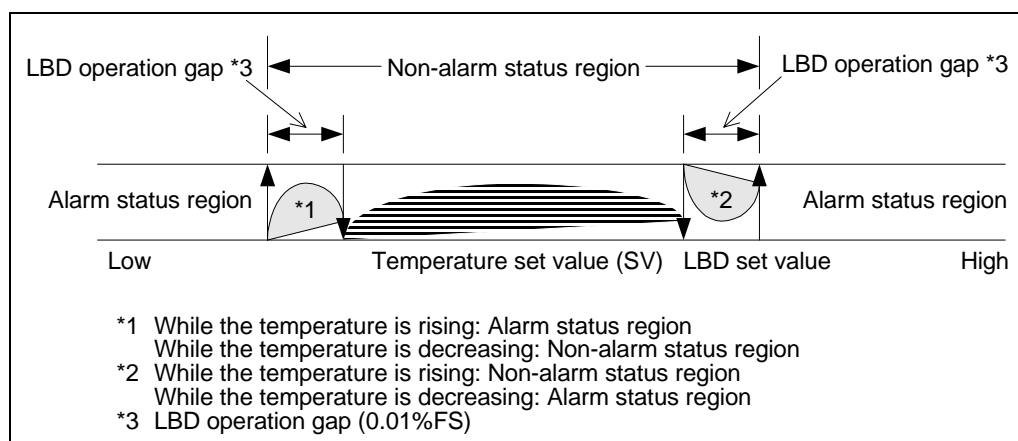 LBD operation gap *3
Non-alarm status region
LBD operation gap *3
Alarm status region
*1
*2
Alarm status region
Low
Temperature set value (SV)
LBD set value
High
*1 While the temperature is rising: Alarm status region
While the temperature is decreasing: Non-alarm status region
*2 While the temperature is rising: Non-alarm status region
While the temperature is decreasing: Alarm status region
*3 LBD operation gap (0.01%FS)